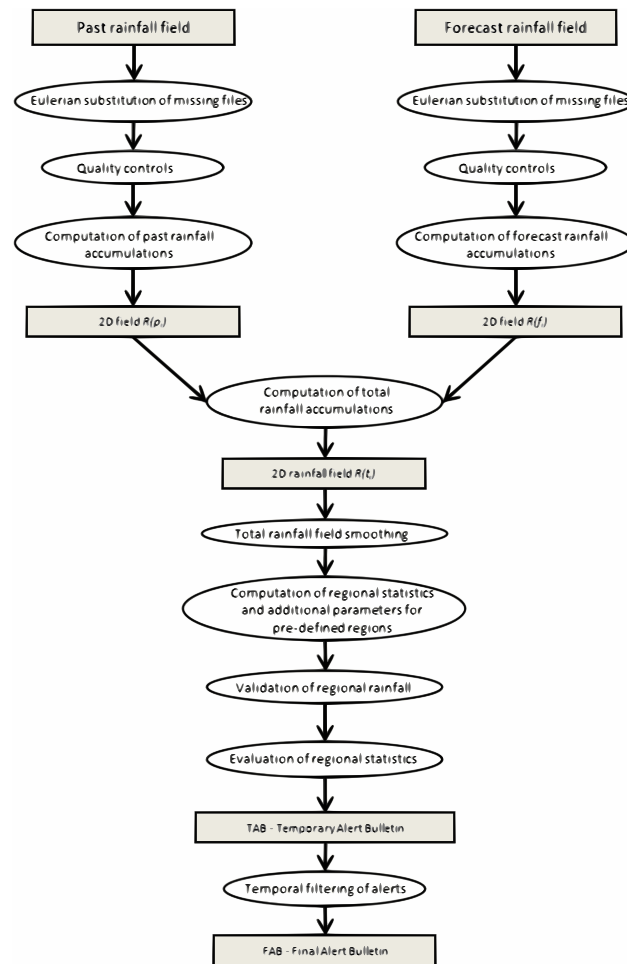 Past rainfall field
Forecast rainfall field
Eulerian substitution of missing files
Eulerian substitution of missing files
Quality controls
Quality controls
Computation of past rainfall
accumulations
Computation of forecast rainfall
accumulations
2D field R(pᵢ)
2D field R(fᵢ)
Computation of total
rainfall accumulations
2D rainfall field R(tᵢ)
Total rainfall field smoothing
Computation of regional statistics
and additional parameters for
pre-defined regions
Validation of regional rainfall
Evaluation of regional statistics
TAB - Temporary Alert Bulletin
Temporal filtering of alerts
FAB - Final Alert Bulletin